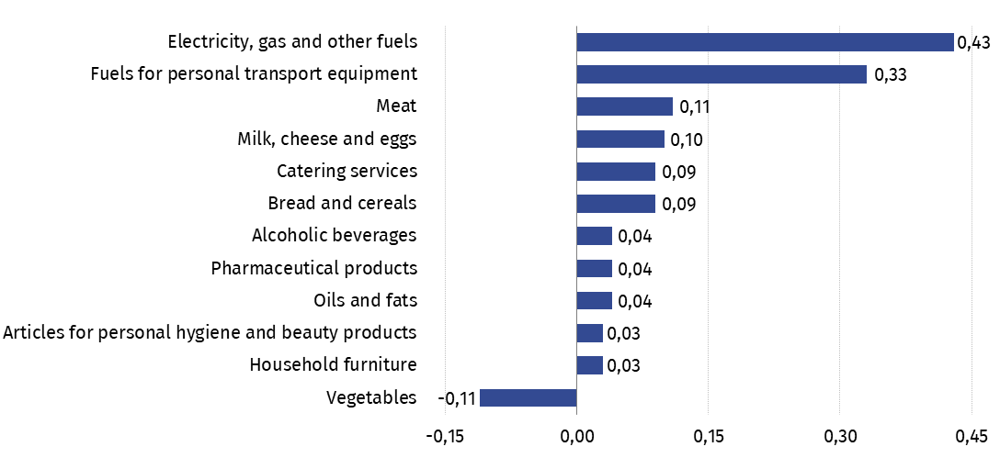 Electricity, gas and other fuels 0,43
Fuels for personal transport equipment 0,33
Meat 0,11
Milk, cheese and eggs 0,10
Catering services 0,09
Bread and cereals 0,09
Alcoholic beverages 0,04
Pharmaceutical products 0,04
Oils and fats 0,04
Articles for personal hygiene and beauty products 0,03
Household furniture 0,03
Vegetables -0,11
-0,15 0,00 0,15 0,30 0,45